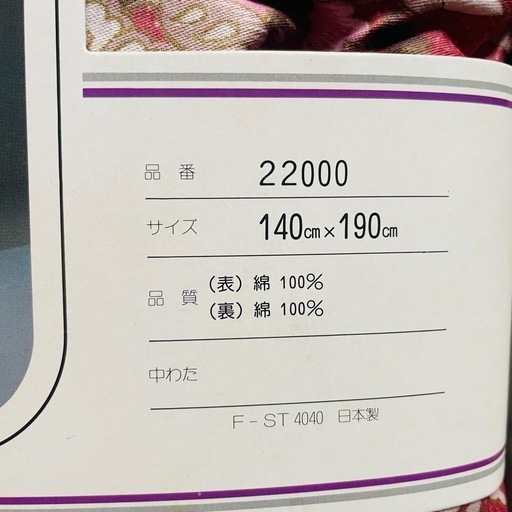 品番 22000
サイズ 140cm×190cm
品質 (表) 綿 100%
(裏) 綿 100%
中わた
F-ST 4040 日本製